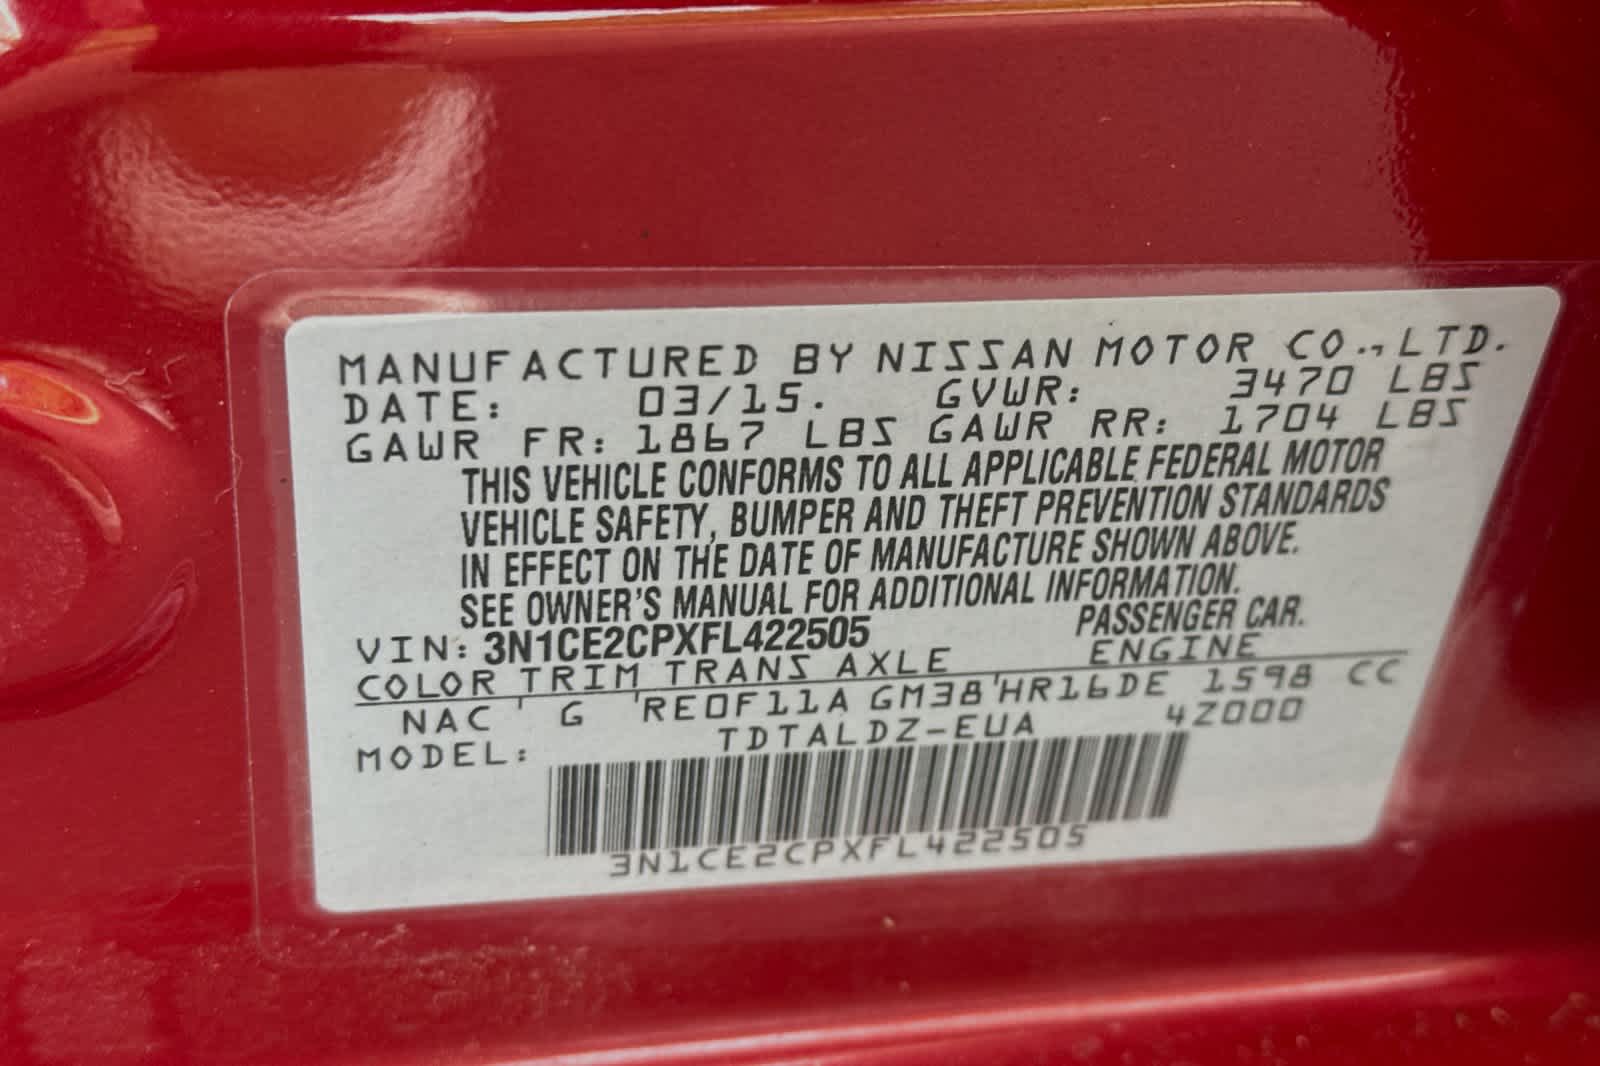 MANUFACTURED BY NISSAN MOTOR CO., LTD.
DATE: 03/15. GVWR: 3470 LBS
GAWR FR: 1867 LBS GAWR RR: 1704 LBS
THIS VEHICLE CONFORMS TO ALL APPLICABLE FEDERAL MOTOR
VEHICLE SAFETY, BUMPER AND THEFT PREVENTION STANDARDS
IN EFFECT ON THE DATE OF MANUFACTURE SHOWN ABOVE.
SEE OWNER'S MANUAL FOR ADDITIONAL INFORMATION.
VIN: 3N1CE2CPXFL422505 PASSENGER CAR.
COLOR TRIM TRANS AXLE ENGINE
NAC ' G 'RE0F11A GM38'HR16DE 1598 CC
MODEL: TDTALDZ-EUA 4Z000
3N1CE2CPXFL422505